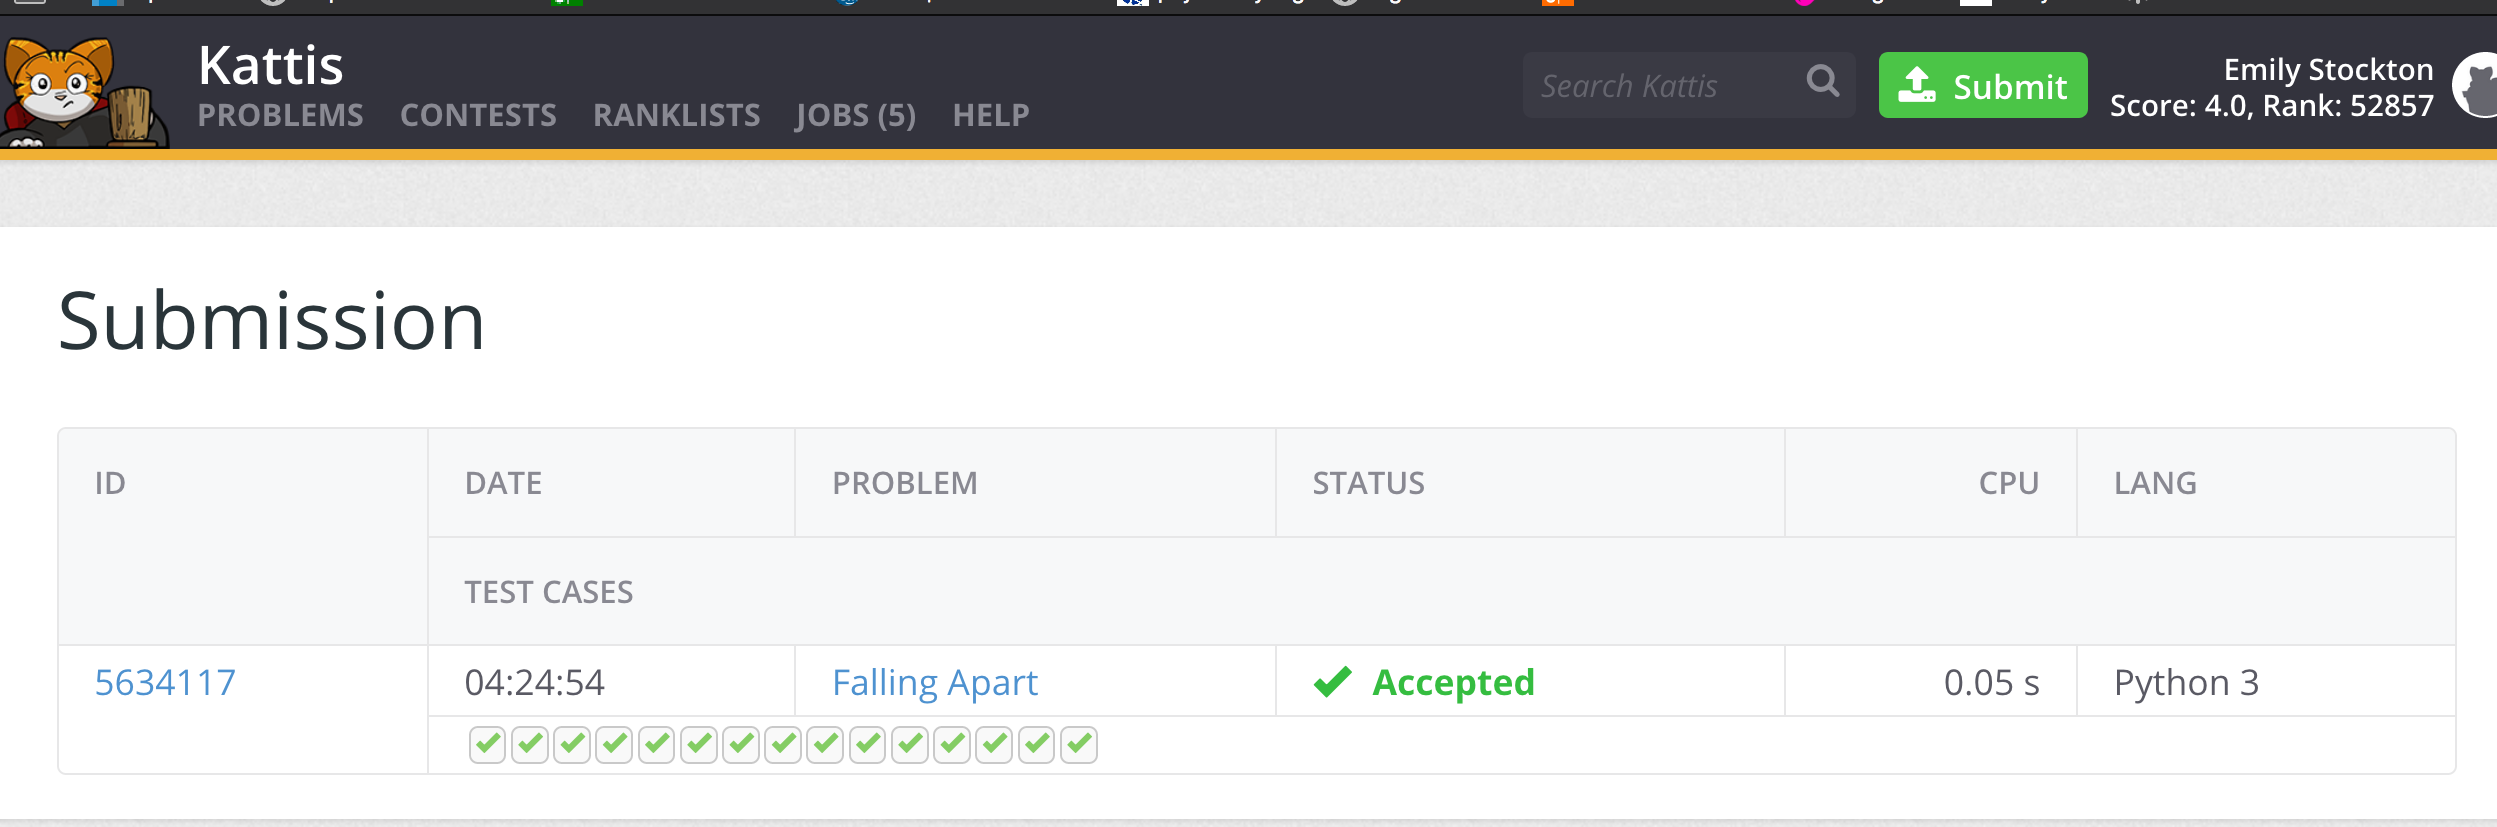 Kattis
PROBLEMS CONTESTS RANKLISTS JOBS (5) HELP
Search Kattis
Submit
Emily Stockton
Score: 4.0, Rank: 52857
Submission
ID DATE PROBLEM STATUS CPU LANG
TEST CASES
5634117 04:24:54 Falling Apart Accepted 0.05 s Python 3